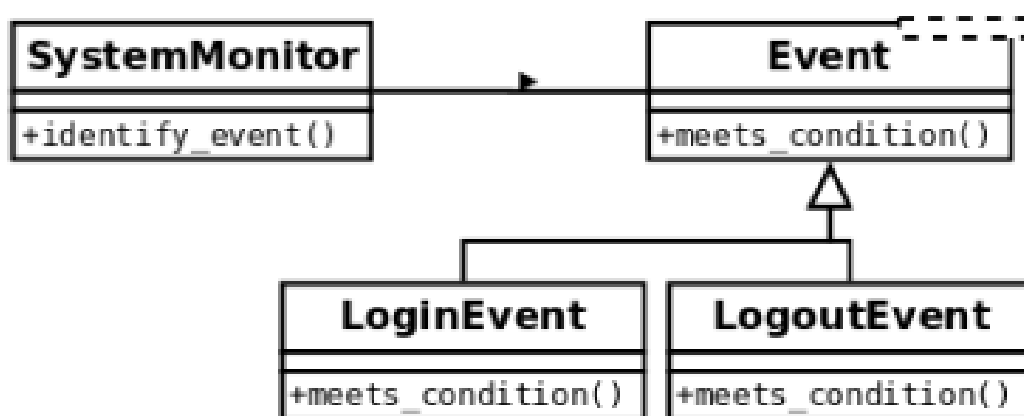 SystemMonitor
+identify_event()
Event
+meets_condition()
LoginEvent
+meets_condition()
LogoutEvent
+meets_condition()